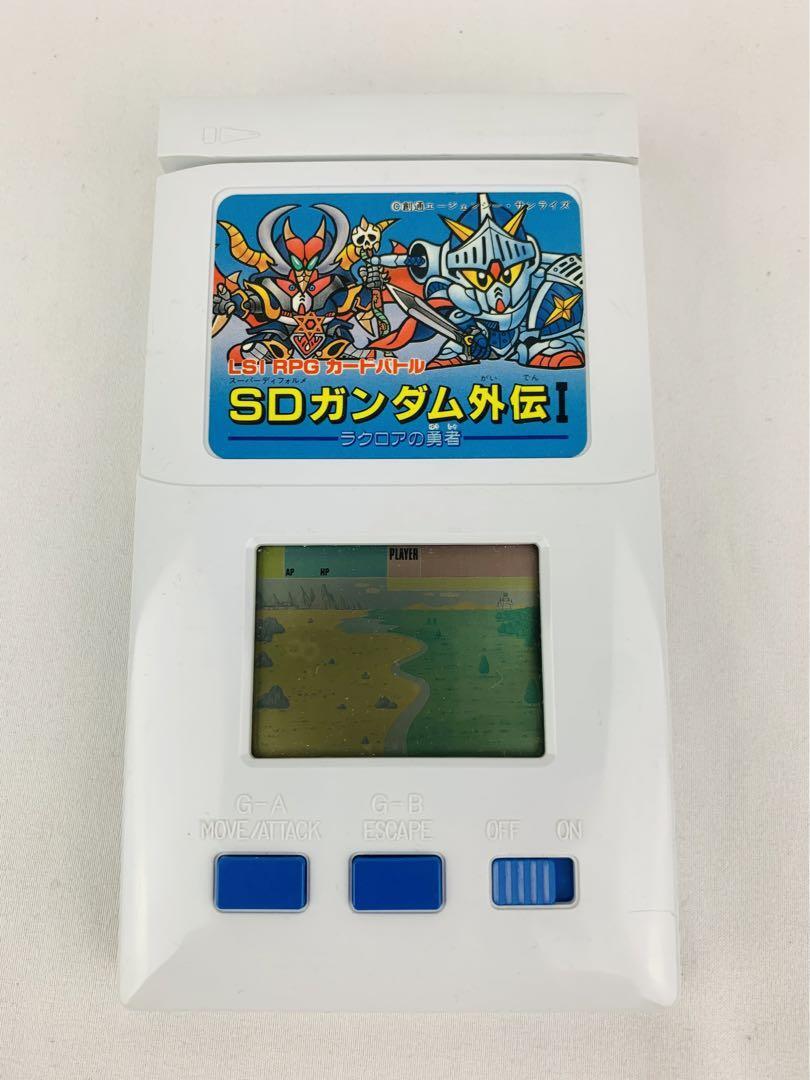 ©創通エージェンシー・サンライズ
LSI RPG カードバトル
スーパーディフォルメ がい でん
SDガンダム外伝I
ゆう しゃ
ラクロアの勇者
PLAYER
AP HP
G-A G-B
MOVE/ATTACK ESCAPE OFF ON